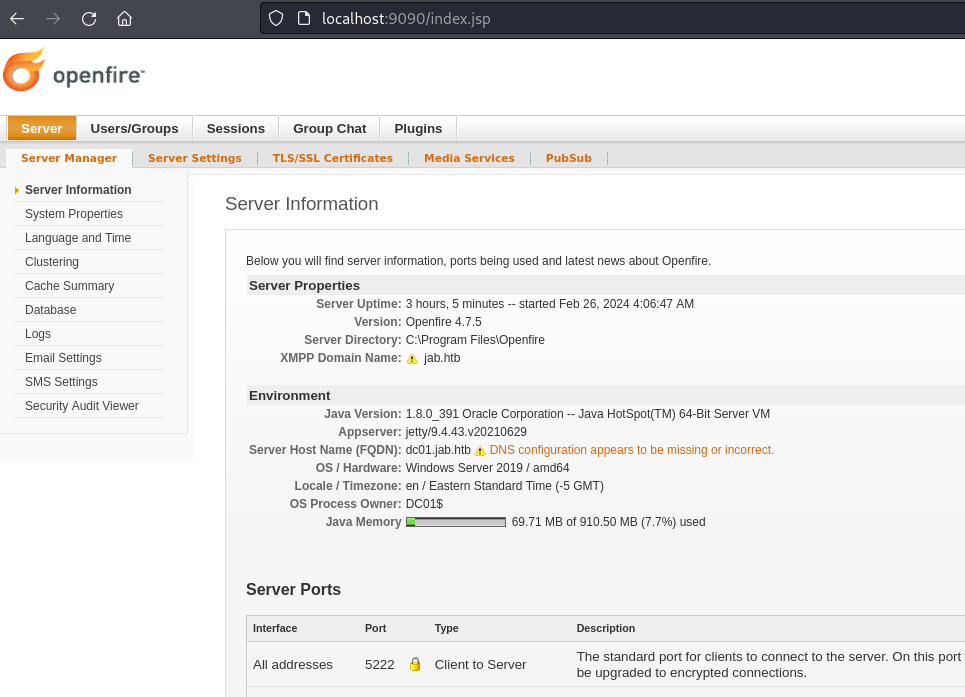 localhost:9090/index.jsp
openfire™
Server Users/Groups Sessions Group Chat Plugins
Server Manager Server Settings TLS/SSL Certificates Media Services PubSub
Server Information
System Properties
Language and Time
Clustering
Cache Summary
Database
Logs
Email Settings
SMS Settings
Security Audit Viewer
Server Information
Below you will find server information, ports being used and latest news about Openfire.
Server Properties
Server Uptime: 3 hours, 5 minutes -- started Feb 26, 2024 4:06:47 AM
Version: Openfire 4.7.5
Server Directory: C:\Program Files\Openfire
XMPP Domain Name: jab.htb
Environment
Java Version: 1.8.0_391 Oracle Corporation -- Java HotSpot(TM) 64-Bit Server VM
Appserver: jetty/9.4.43.v20210629
Server Host Name (FQDN): dc01.jab.htb DNS configuration appears to be missing or incorrect.
OS / Hardware: Windows Server 2019 / amd64
Locale / Timezone: en / Eastern Standard Time (-5 GMT)
OS Process Owner: DC01$
Java Memory 69.71 MB of 910.50 MB (7.7%) used
Server Ports
Interface Port Type Description
All addresses 5222 Client to Server The standard port for clients to connect to the server. On this port
be upgraded to encrypted connections.